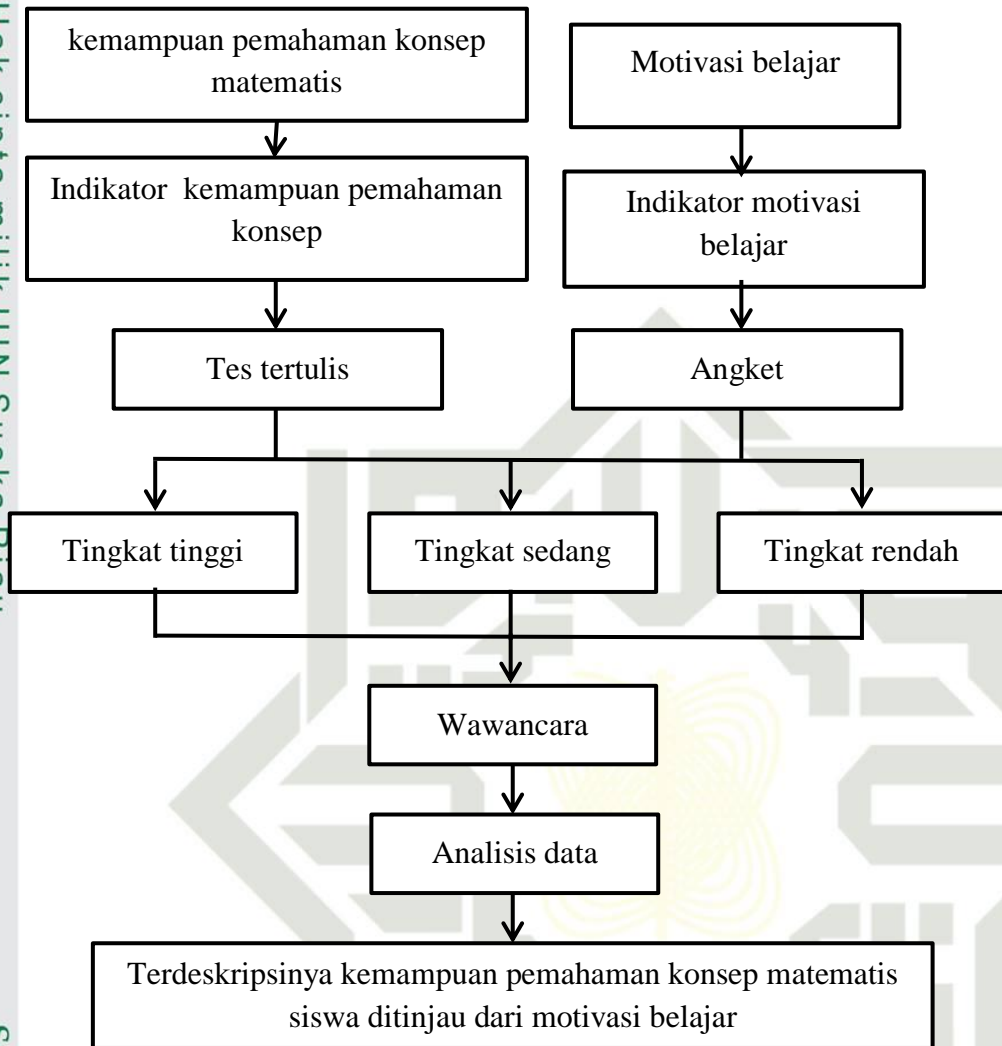 kemampuan pemahaman konsep
matematis
Motivasi belajar
Indikator kemampuan pemahaman
konsep
Indikator motivasi
belajar
Tes tertulis
Angket
Tingkat tinggi
Tingkat sedang
Tingkat rendah
Wawancara
Analisis data
Terdeskripsinya kemampuan pemahaman konsep matematis
siswa ditinjau dari motivasi belajar